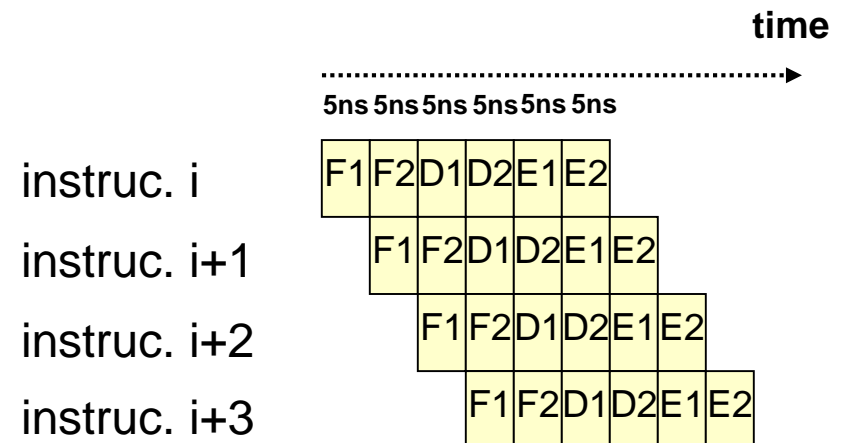 time
5ns 5ns 5ns 5ns 5ns 5ns
instruc. i F1 F2 D1 D2 E1 E2
instruc. i+1 F1 F2 D1 D2 E1 E2
instruc. i+2 F1 F2 D1 D2 E1 E2
instruc. i+3 F1 F2 D1 D2 E1 E2